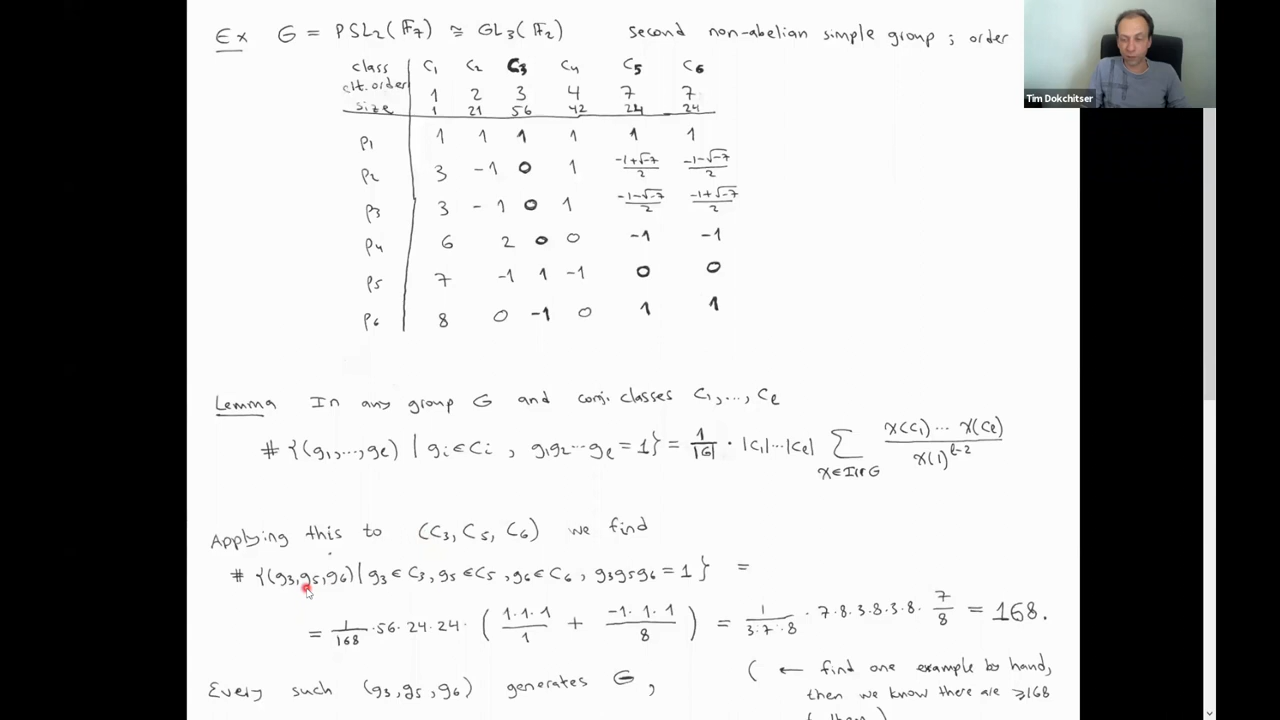 Ex G = PSL₂(𝔽₇) ≅ GL₃(𝔽₂) second non-abelian simple group ; order
class C₁ C₂ C₃ C₄ C₅ C₆
elt. order 1 2 3 4 7 7
size 1 21 56 42 24 24
ρ₁ 1 1 1 1 1 1
ρ₂ 3 -1 0 1 (-1+√-7)/2 (-1-√-7)/2
ρ₃ 3 -1 0 1 (-1-√-7)/2 (-1+√-7)/2
ρ₄ 6 2 0 0 -1 -1
ρ₅ 7 -1 1 -1 0 0
ρ₆ 8 0 -1 0 1 1
Tim Dokchitser
Lemma In any group G and conj. classes C₁,..., Cℓ
# {(g₁,...,gℓ) | gᵢ∈Cᵢ , g₁g₂...gℓ = 1} = 1/|G| · |C₁|...|Cℓ| ∑_{χ∈Irr G} χ(C₁)...χ(Cℓ) / χ(1)^{ℓ-2}
Applying this to (C₃, C₅, C₆) we find
# {(g₃,g₅,g₆) | g₃∈C₃, g₅∈C₅, g₆∈C₆, g₃g₅g₆ = 1} =
= 1/168 · 56 · 24 · 24 · ( 1·1·1/1 + -1·1·1/8 ) = 1/(3·7·8) · 7·8·3·8·3·8 · 7/8 = 168.
Every such (g₃,g₅,g₆) generates G,
( ← find one example by hand,
then we know there are ≥168